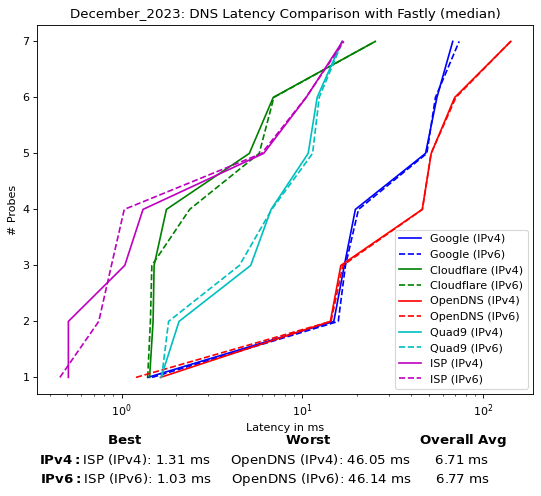 December_2023: DNS Latency Comparison with Fastly (median)
7
6
5
4
3
2
1
# Probes
Google (IPv4)
Google (IPv6)
Cloudflare (IPv4)
Cloudflare (IPv6)
OpenDNS (IPv4)
OpenDNS (IPv6)
Quad9 (IPv4)
Quad9 (IPv6)
ISP (IPv4)
ISP (IPv6)
10⁰ 10¹ 10²
Latency in ms
Best Worst Overall Avg
IPv4: ISP (IPv4): 1.31 ms OpenDNS (IPv4): 46.05 ms 6.71 ms
IPv6: ISP (IPv6): 1.03 ms OpenDNS (IPv6): 46.14 ms 6.77 ms